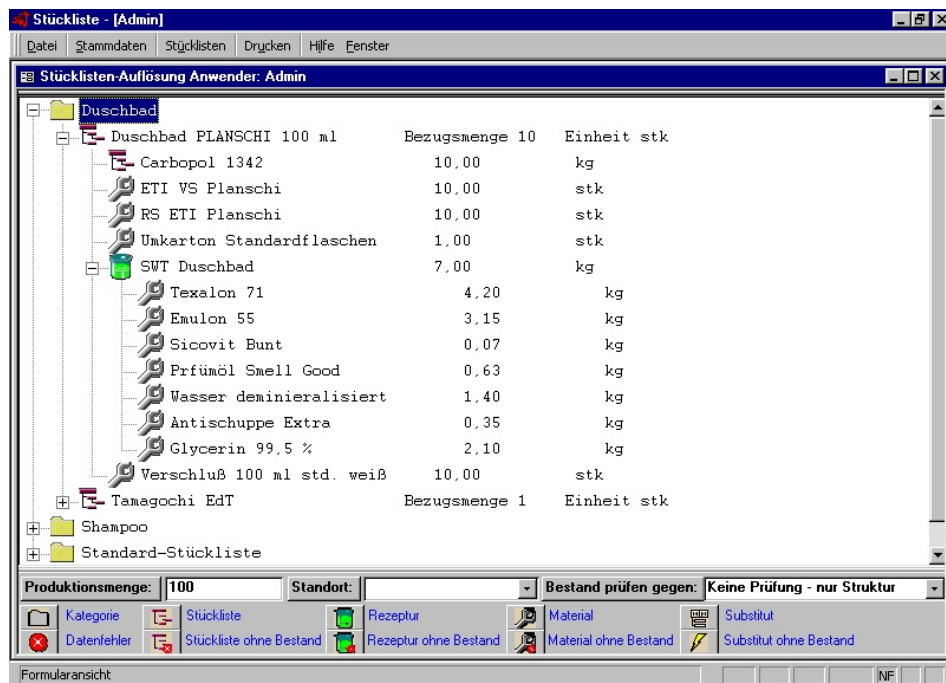 Stückliste - [Admin]
Datei Stammdaten Stücklisten Drucken Hilfe Fenster
Stücklisten-Auflösung Anwender: Admin
Duschbad
Duschbad PLANSCHI 100 ml Bezugsmenge 10 Einheit stk
Carbopol 1342 10,00 kg
ETI VS Planschi 10,00 stk
RS ETI Planschi 10,00 stk
Umkarton Standardflaschen 1,00 stk
SWT Duschbad 7,00 kg
Texalon 71 4,20 kg
Emulon 55 3,15 kg
Sicovit Bunt 0,07 kg
Prfümöl Smell Good 0,63 kg
Wasser deminieralisiert 1,40 kg
Antischuppe Extra 0,35 kg
Glycerin 99,5 % 2,10 kg
Verschluß 100 ml std. weiß 10,00 stk
Tamagochi EdT Bezugsmenge 1 Einheit stk
Shampoo
Standard-Stückliste
Produktionsmenge: 100 Standort: Bestand prüfen gegen: Keine Prüfung - nur Struktur
Kategorie Stückliste Rezeptur Material Substitut
Datenfehler Stückliste ohne Bestand Rezeptur ohne Bestand Material ohne Bestand Substitut ohne Bestand
Formularansicht NF